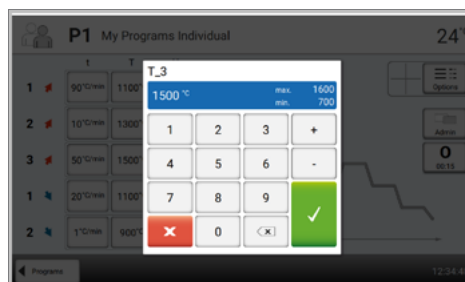 P1 My Programs Individual 24°
t T
T_3
1500 °C max. 1600
min. 700
1 90°C/min 1100°
2 10°C/min 1300°
3 50°C/min 1500°
1 20°C/min 1100°
2 1°C/min 900°C
1 2 3 +
4 5 6 -
7 8 9
0
Options
Admin
0
00:15
Programs
12:34:4